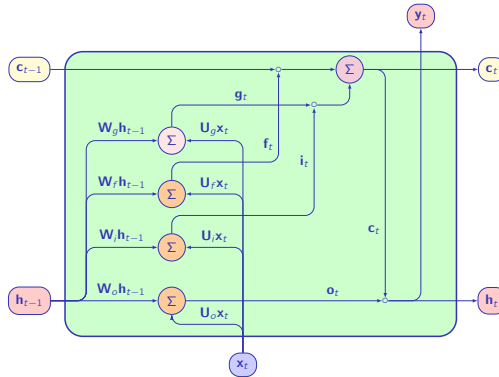 y_t
c_{t−1} Σ c_t
g_t
W_g h_{t−1} Σ U_g x_t f_t i_t
W_f h_{t−1} Σ U_f x_t
W_i h_{t−1} Σ U_i x_t c_t
h_{t−1} W_o h_{t−1} Σ U_o x_t o_t h_t
x_t